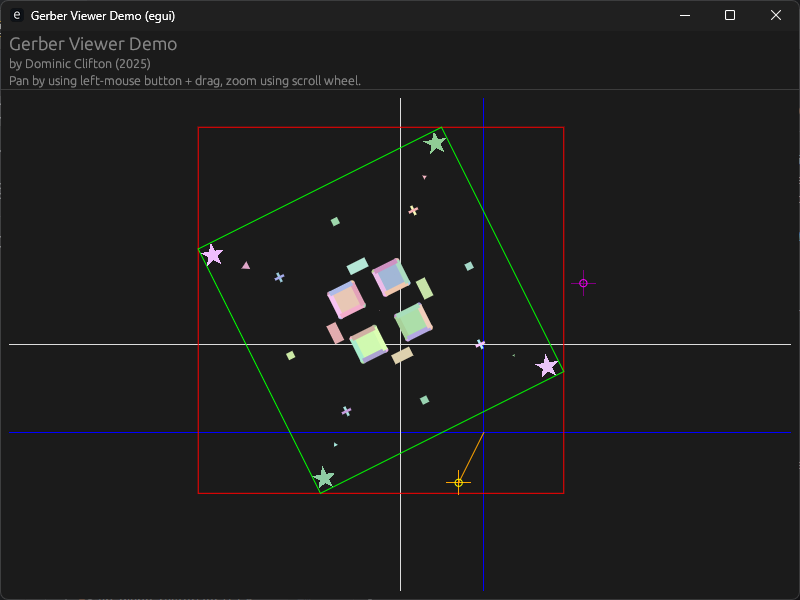 e Gerber Viewer Demo (egui)
Gerber Viewer Demo
by Dominic Clifton (2025)
Pan by using left-mouse button + drag, zoom using scroll wheel.